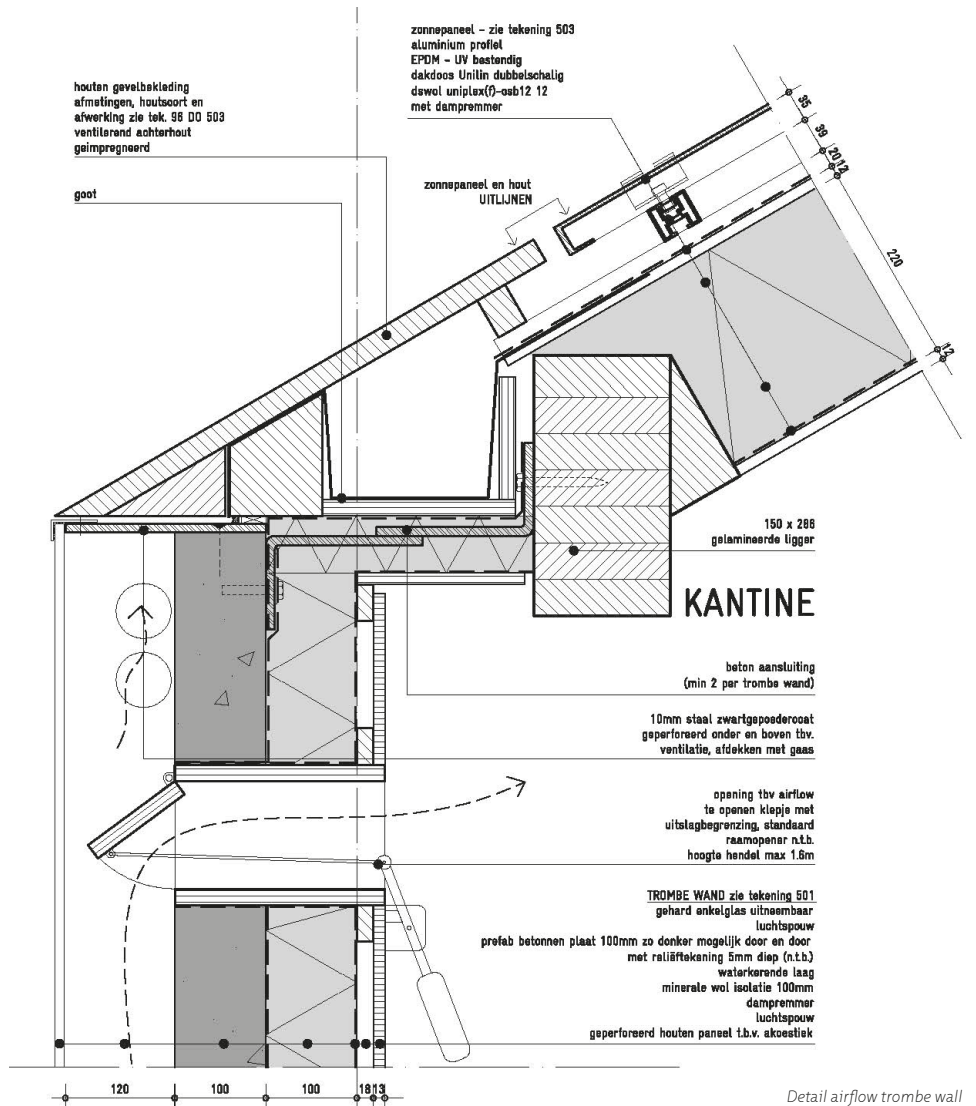 zonnepaneel - zie tekening 503
aluminium profiel
EPDM - UV bestendig
dakdoos Unilin dubbelschalig
dswol uniplex(f)-osb12 12
met dampremmer
houten gevelbekleding
afmetingen, houtsoort en
afwerking zie tek. 96 DO 503
ventilerend achterhout
geimpregneerd
goot
zonnepaneel en hout
UITLIJNEN
35
39
20
12
220
12
150 x 288
gelamineerde ligger
KANTINE
beton aansluiting
(min 2 per trombe wand)
10mm staal zwartgepoedercoat
geperforeerd onder en boven tbv.
ventilatie, afdekken met gaas
opening tbv airflow
te openen klepje met
uitslagbegrenzing, standaard
raamopener n.t.b.
hoogte hendel max 1.6m
TROMBE WAND zie tekening 501
gehard enkelglas uitneembaar
luchtspouw
prefab betonnen plaat 100mm zo donker mogelijk door en door
met reliëftekening 5mm diep (n.t.b.)
waterkerende laag
minerale wol isolatie 100mm
dampremmer
luchtspouw
geperforeerd houten paneel t.b.v. akoestiek
120 100 100 18 13
Detail airflow trombe wall